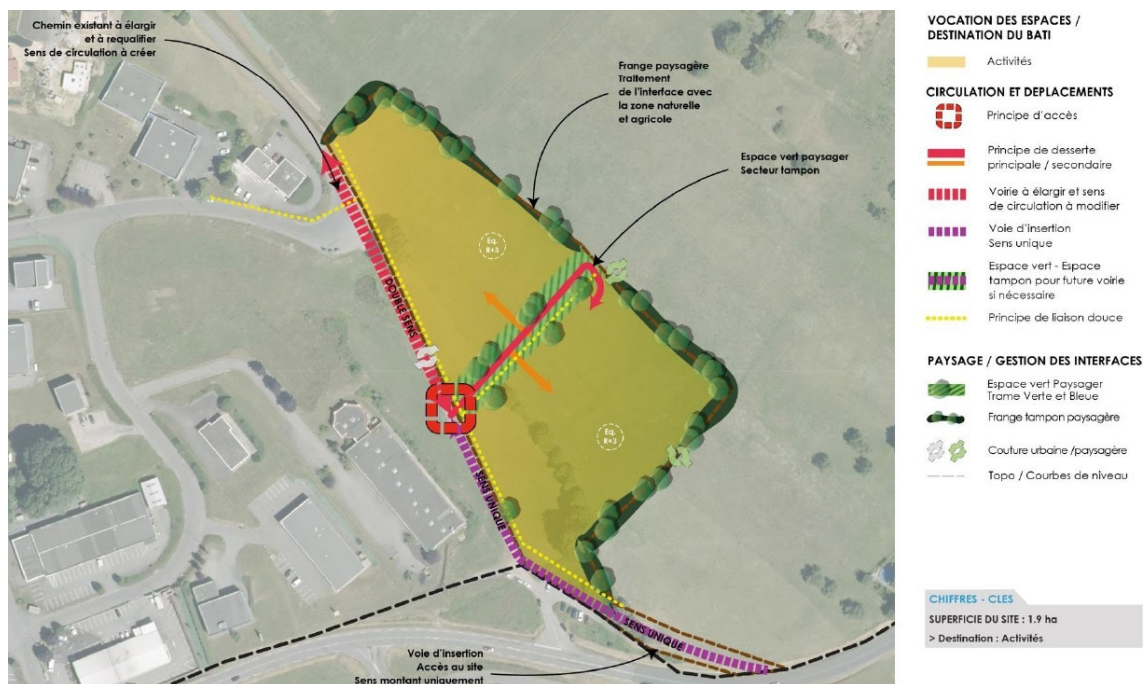 Chemin existant à élargir
et à requalifier
Sens de circulation à créer
Frange paysagère
Traitement
de l'interface avec
la zone naturelle
et agricole
Espace vert paysager
Secteur tampon
Eq.
R+3
DOUBLE SENS
Eq.
R+3
SENS UNIQUE
SENS UNIQUE
Voie d'insertion
Accès au site
Sens montant uniquement
VOCATION DES ESPACES /
DESTINATION DU BATI
Activités
CIRCULATION ET DEPLACEMENTS
Principe d'accès
Principe de desserte
principale / secondaire
Voirie à élargir et sens
de circulation à modifier
Voie d'insertion
Sens unique
Espace vert - Espace
tampon pour future voirie
si nécessaire
Principe de liaison douce
PAYSAGE / GESTION DES INTERFACES
Espace vert Paysager
Trame Verte et Bleue
Frange tampon paysagère
Couture urbaine /paysagère
Topo / Courbes de niveau
CHIFFRES - CLES
SUPERFICIE DU SITE : 1.9 ha
> Destination : Activités